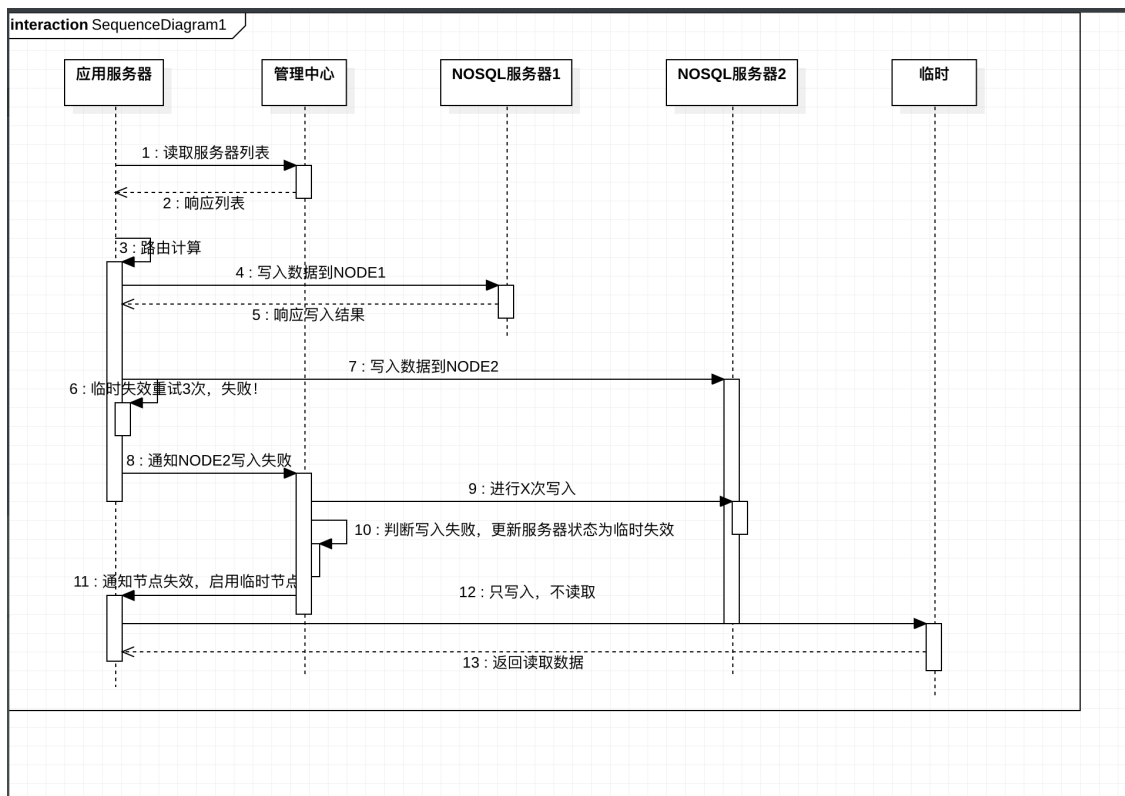 interaction SequenceDiagram1
应用服务器
管理中心
NOSQL服务器1
NOSQL服务器2
临时
1 : 读取服务器列表
2 : 响应列表
3 : 路由计算
4 : 写入数据到NODE1
5 : 响应写入结果
7 : 写入数据到NODE2
6 : 临时失效重试3次，失败！
8 : 通知NODE2写入失败
9 : 进行X次写入
10 : 判断写入失败，更新服务器状态为临时失效
11 : 通知节点失效，启用临时节点
12 : 只写入，不读取
13 : 返回读取数据